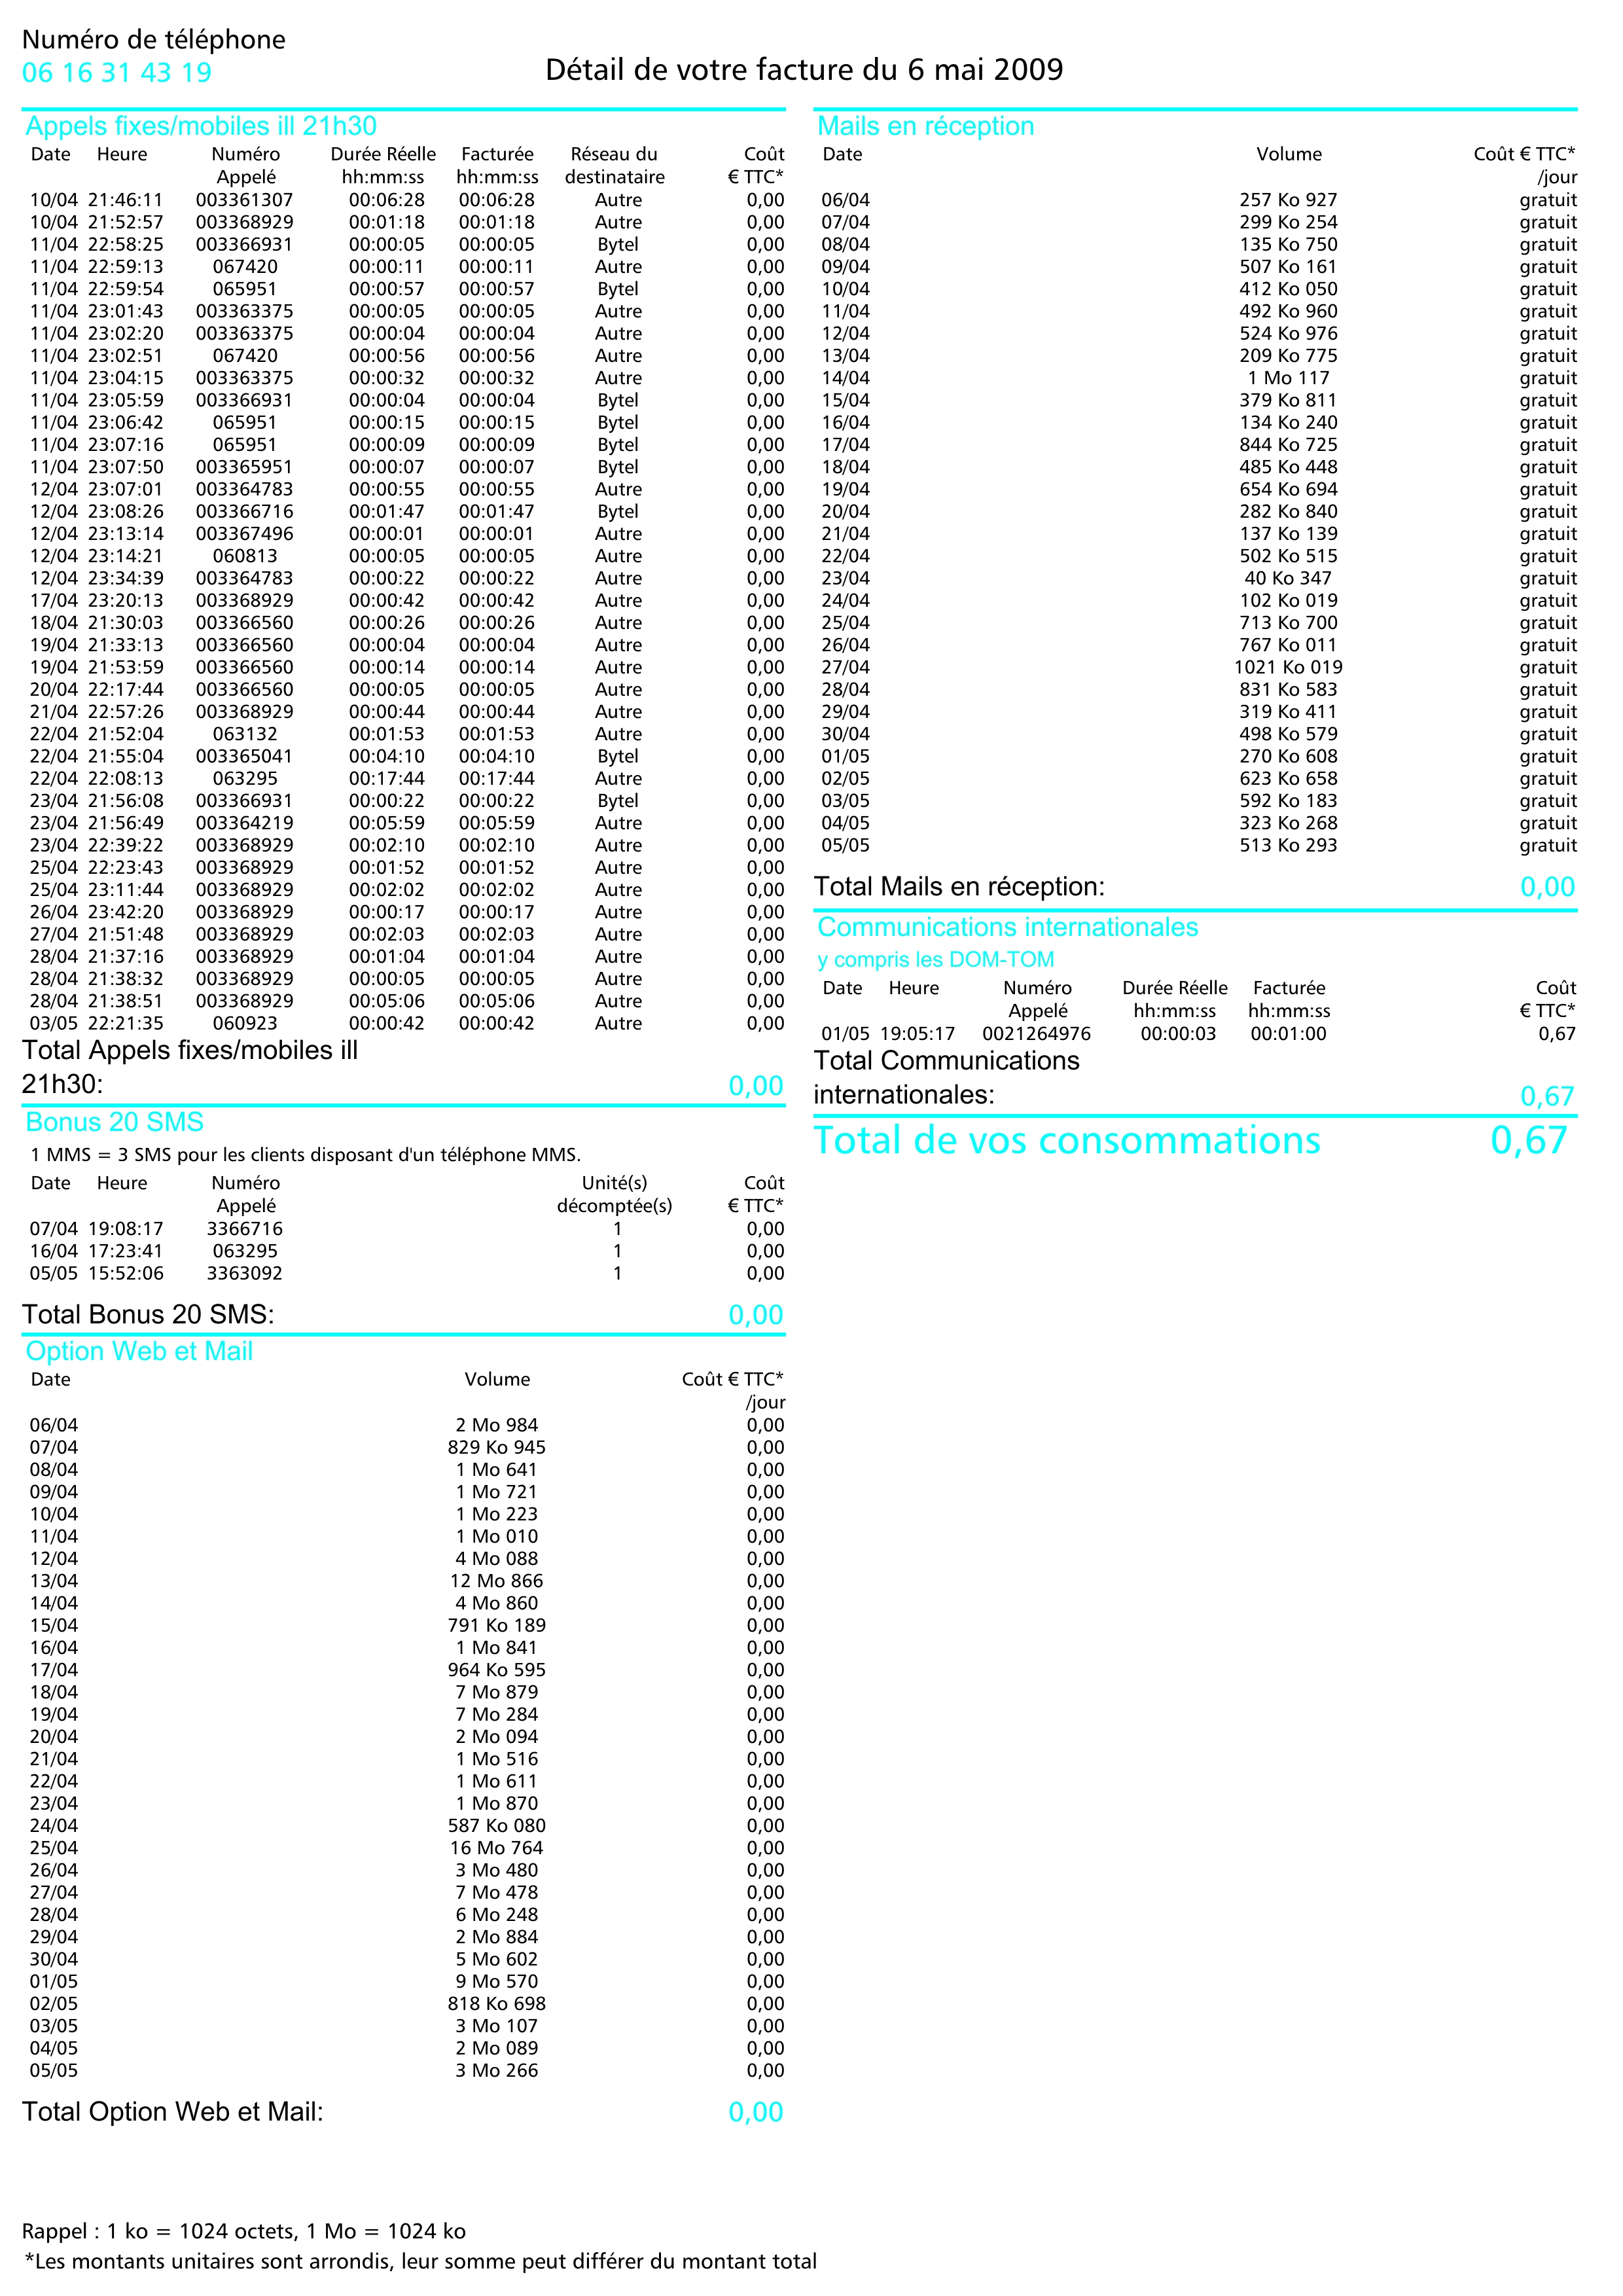 Numéro de téléphone
06 16 31 43 19
Détail de votre facture du 6 mai 2009
Appels fixes/mobiles ill 21h30
Date Heure Numéro Durée Réelle Facturée Réseau du Coût
Appelé hh:mm:ss hh:mm:ss destinataire € TTC*
10/04 21:46:11 003361307 00:06:28 00:06:28 Autre 0,00
10/04 21:52:57 003368929 00:01:18 00:01:18 Autre 0,00
11/04 22:58:25 003366931 00:00:05 00:00:05 Bytel 0,00
11/04 22:59:13 067420 00:00:11 00:00:11 Autre 0,00
11/04 22:59:54 065951 00:00:57 00:00:57 Bytel 0,00
11/04 23:01:43 003363375 00:00:05 00:00:05 Autre 0,00
11/04 23:02:20 003363375 00:00:04 00:00:04 Autre 0,00
11/04 23:02:51 067420 00:00:56 00:00:56 Autre 0,00
11/04 23:04:15 003363375 00:00:32 00:00:32 Autre 0,00
11/04 23:05:59 003366931 00:00:04 00:00:04 Bytel 0,00
11/04 23:06:42 065951 00:00:15 00:00:15 Bytel 0,00
11/04 23:07:16 065951 00:00:09 00:00:09 Bytel 0,00
11/04 23:07:50 003365951 00:00:07 00:00:07 Bytel 0,00
12/04 23:07:01 003364783 00:00:55 00:00:55 Autre 0,00
12/04 23:08:26 003366716 00:01:47 00:01:47 Bytel 0,00
12/04 23:13:14 003367496 00:00:01 00:00:01 Autre 0,00
12/04 23:14:21 060813 00:00:05 00:00:05 Autre 0,00
12/04 23:34:39 003364783 00:00:22 00:00:22 Autre 0,00
17/04 23:20:13 003368929 00:00:42 00:00:42 Autre 0,00
18/04 21:30:03 003366560 00:00:26 00:00:26 Autre 0,00
19/04 21:33:13 003366560 00:00:04 00:00:04 Autre 0,00
19/04 21:53:59 003366560 00:00:14 00:00:14 Autre 0,00
20/04 22:17:44 003366560 00:00:05 00:00:05 Autre 0,00
21/04 22:57:26 003368929 00:00:44 00:00:44 Autre 0,00
22/04 21:52:04 063132 00:01:53 00:01:53 Autre 0,00
22/04 21:55:04 003365041 00:04:10 00:04:10 Bytel 0,00
22/04 22:08:13 063295 00:17:44 00:17:44 Autre 0,00
23/04 21:56:08 003366931 00:00:22 00:00:22 Bytel 0,00
23/04 21:56:49 003364219 00:05:59 00:05:59 Autre 0,00
23/04 22:39:22 003368929 00:02:10 00:02:10 Autre 0,00
25/04 22:23:43 003368929 00:01:52 00:01:52 Autre 0,00
25/04 23:11:44 003368929 00:02:02 00:02:02 Autre 0,00
26/04 23:42:20 003368929 00:00:17 00:00:17 Autre 0,00
27/04 21:51:48 003368929 00:02:03 00:02:03 Autre 0,00
28/04 21:37:16 003368929 00:01:04 00:01:04 Autre 0,00
28/04 21:38:32 003368929 00:00:05 00:00:05 Autre 0,00
28/04 21:38:51 003368929 00:05:06 00:05:06 Autre 0,00
03/05 22:21:35 060923 00:00:42 00:00:42 Autre 0,00
Total Appels fixes/mobiles ill
21h30: 0,00
Bonus 20 SMS
1 MMS = 3 SMS pour les clients disposant d'un téléphone MMS.
Date Heure Numéro Unité(s) Coût
Appelé décomptée(s) € TTC*
07/04 19:08:17 3366716 1 0,00
16/04 17:23:41 063295 1 0,00
05/05 15:52:06 3363092 1 0,00
Total Bonus 20 SMS: 0,00
Option Web et Mail
Date Volume Coût € TTC*
/jour
06/04 2 Mo 984 0,00
07/04 829 Ko 945 0,00
08/04 1 Mo 641 0,00
09/04 1 Mo 721 0,00
10/04 1 Mo 223 0,00
11/04 1 Mo 010 0,00
12/04 4 Mo 088 0,00
13/04 12 Mo 866 0,00
14/04 4 Mo 860 0,00
15/04 791 Ko 189 0,00
16/04 1 Mo 841 0,00
17/04 964 Ko 595 0,00
18/04 7 Mo 879 0,00
19/04 7 Mo 284 0,00
20/04 2 Mo 094 0,00
21/04 1 Mo 516 0,00
22/04 1 Mo 611 0,00
23/04 1 Mo 870 0,00
24/04 587 Ko 080 0,00
25/04 16 Mo 764 0,00
26/04 3 Mo 480 0,00
27/04 7 Mo 478 0,00
28/04 6 Mo 248 0,00
29/04 2 Mo 884 0,00
30/04 5 Mo 602 0,00
01/05 9 Mo 570 0,00
02/05 818 Ko 698 0,00
03/05 3 Mo 107 0,00
04/05 2 Mo 089 0,00
05/05 3 Mo 266 0,00
Total Option Web et Mail: 0,00
Mails en réception
Date Volume Coût € TTC*
/jour
06/04 257 Ko 927 gratuit
07/04 299 Ko 254 gratuit
08/04 135 Ko 750 gratuit
09/04 507 Ko 161 gratuit
10/04 412 Ko 050 gratuit
11/04 492 Ko 960 gratuit
12/04 524 Ko 976 gratuit
13/04 209 Ko 775 gratuit
14/04 1 Mo 117 gratuit
15/04 379 Ko 811 gratuit
16/04 134 Ko 240 gratuit
17/04 844 Ko 725 gratuit
18/04 485 Ko 448 gratuit
19/04 654 Ko 694 gratuit
20/04 282 Ko 840 gratuit
21/04 137 Ko 139 gratuit
22/04 502 Ko 515 gratuit
23/04 40 Ko 347 gratuit
24/04 102 Ko 019 gratuit
25/04 713 Ko 700 gratuit
26/04 767 Ko 011 gratuit
27/04 1021 Ko 019 gratuit
28/04 831 Ko 583 gratuit
29/04 319 Ko 411 gratuit
30/04 498 Ko 579 gratuit
01/05 270 Ko 608 gratuit
02/05 623 Ko 658 gratuit
03/05 592 Ko 183 gratuit
04/05 323 Ko 268 gratuit
05/05 513 Ko 293 gratuit
Total Mails en réception: 0,00
Communications internationales
y compris les DOM-TOM
Date Heure Numéro Durée Réelle Facturée Coût
Appelé hh:mm:ss hh:mm:ss € TTC*
01/05 19:05:17 0021264976 00:00:03 00:01:00 0,67
Total Communications
internationales: 0,67
Total de vos consommations 0,67
Rappel : 1 ko = 1024 octets, 1 Mo = 1024 ko
*Les montants unitaires sont arrondis, leur somme peut différer du montant total